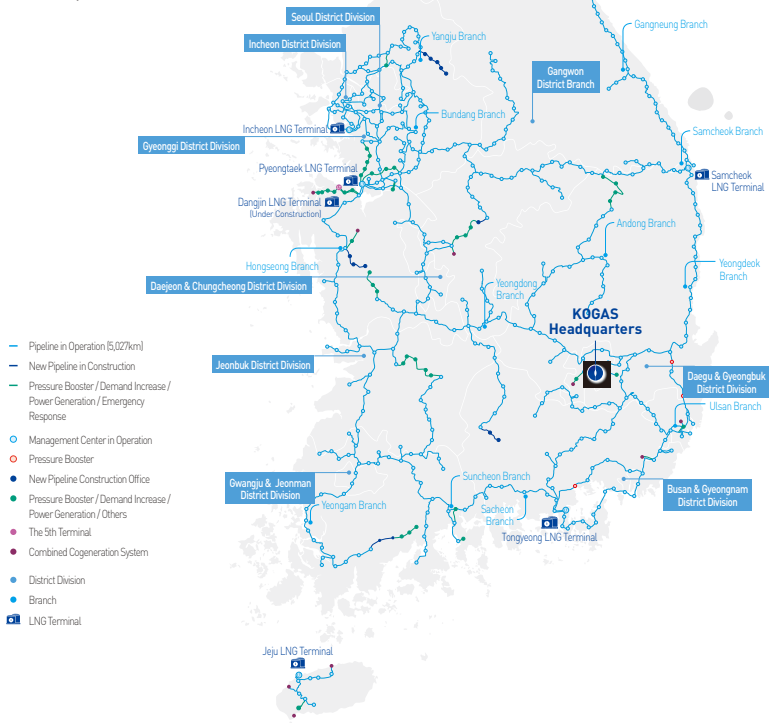 Seoul District Division
Gangneung Branch
Incheon District Division
Yangju Branch
Gangwon
District Branch
Bundang Branch
Incheon LNG Terminal
Samcheok Branch
Gyeonggi District Division
Pyeongtaek LNG Terminal
Samcheok
LNG Terminal
Dangjin LNG Terminal
(Under Construction)
Andong Branch
Hongseong Branch
Yeongdeok
Branch
Daejeon & Chungcheong District Division
Yeongdong
Branch
KOGAS
Headquarters
Pipeline in Operation (5,027km)
New Pipeline in Construction
Pressure Booster / Demand Increase /
Power Generation / Emergency
Response
Management Center in Operation
Pressure Booster
New Pipeline Construction Office
Pressure Booster / Demand Increase /
Power Generation / Others
The 5th Terminal
Combined Cogeneration System
District Division
Branch
LNG Terminal
Jeonbuk District Division
Daegu & Gyeongbuk
District Division
Ulsan Branch
Gwangju & Jeonman
District Division
Suncheon Branch
Busan & Gyeongnam
District Division
Yeongam Branch
Sacheon
Branch
Tongyeong LNG Terminal
Jeju LNG Terminal